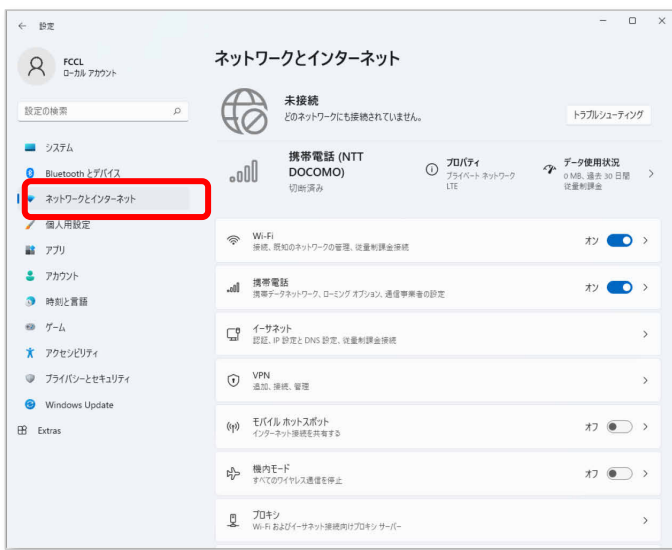 設定
FCCL
ローカル アカウント
設定の検索
システム
Bluetooth とデバイス
ネットワークとインターネット
個人用設定
アプリ
アカウント
時刻と言語
ゲーム
アクセシビリティ
プライバシーとセキュリティ
Windows Update
Extras
ネットワークとインターネット
未接続
どのネットワークにも接続されていません。
トラブルシューティング
携帯電話 (NTT
DOCOMO)
切断済み
プロパティ
プライベート ネットワーク
LTE
データ使用状況
0 MB、過去 30 日間
従量制課金
Wi-Fi
接続、既知のネットワークの管理、従量制課金接続
オン
携帯電話
携帯データネットワーク、ローミング オプション、通信事業者の設定
オン
イーサネット
認証、IP 設定と DNS 設定、従量制課金接続
VPN
追加、接続、管理
モバイル ホットスポット
インターネット接続を共有する
オフ
機内モード
すべてのワイヤレス通信を停止
オフ
プロキシ
Wi-Fi およびイーサネット接続向けプロキシ サーバー